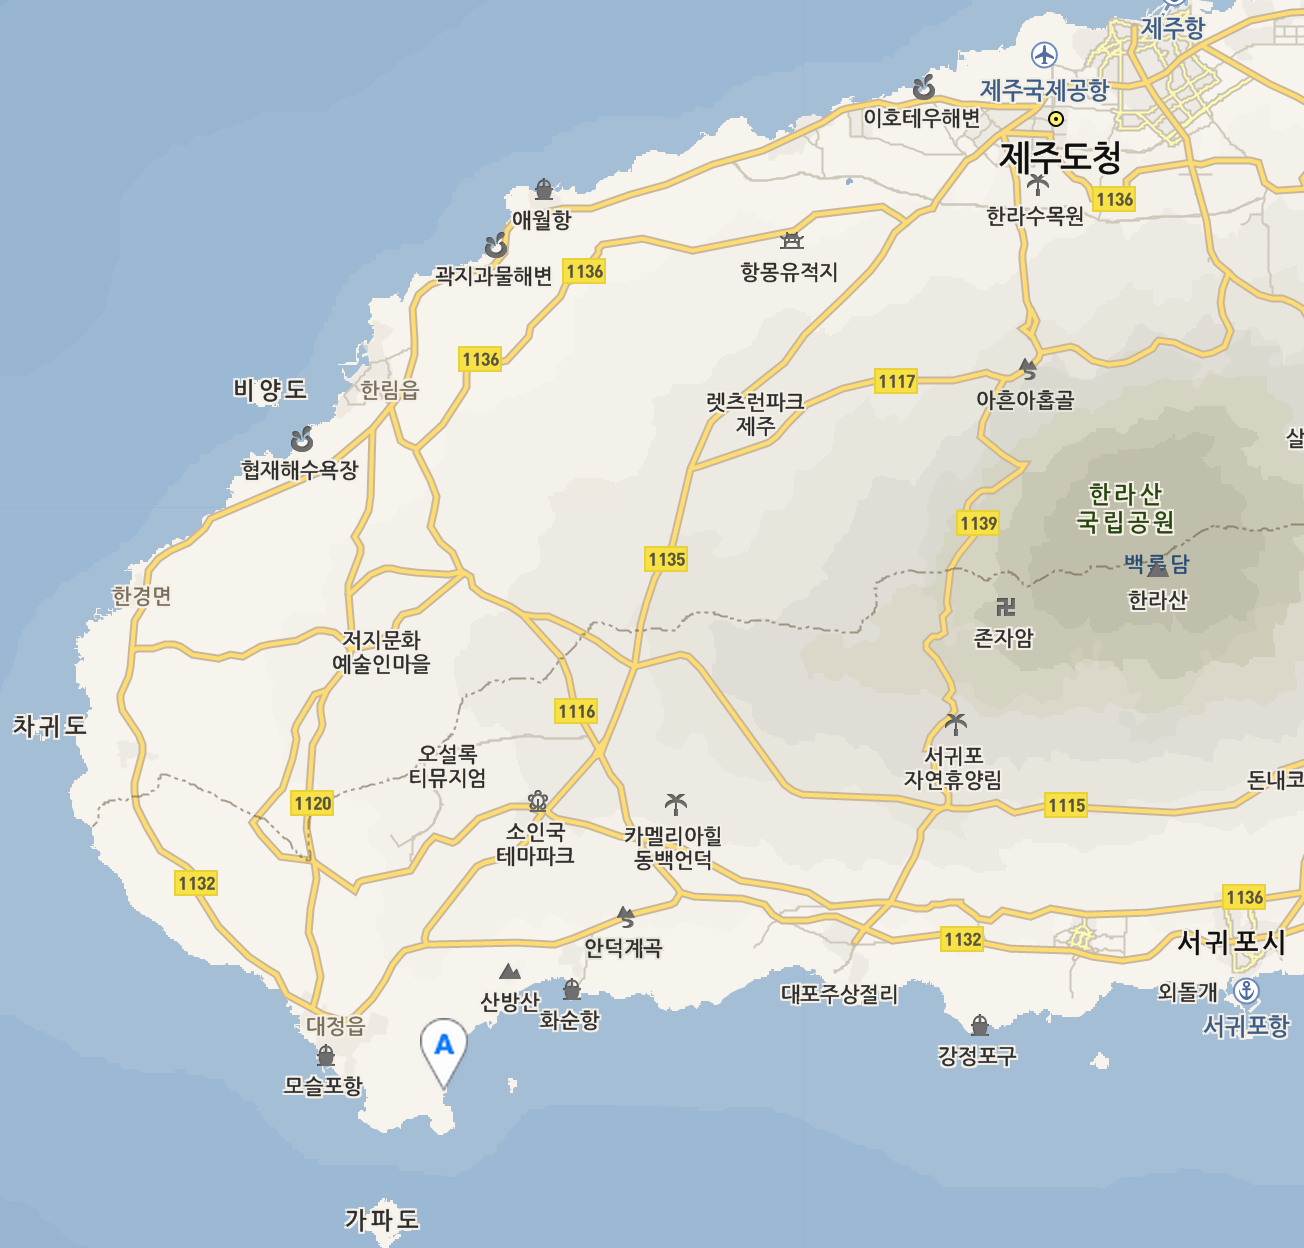 제주항
제주국제공항
이호테우해변
제주도청
1136
한라수목원
애월항
곽지과물해변
1136
항몽유적지
1136
1117
비양도
한림읍
렛츠런파크
제주
아흔아홉골
협재해수욕장
살
한라산
국립공원
1139
1135
백록담
한라산
한경면
존자암
저지문화
예술인마을
1116
차귀도
오설록
티뮤지엄
서귀포
자연휴양림
돈내코
1120
1115
소인국
테마파크
카멜리아힐
동백언덕
1132
1136
안덕계곡
1132
서귀포시
산방산
화순항
대포주상절리
외돌개
대정읍
서귀포항
A
강정포구
모슬포항
가파도